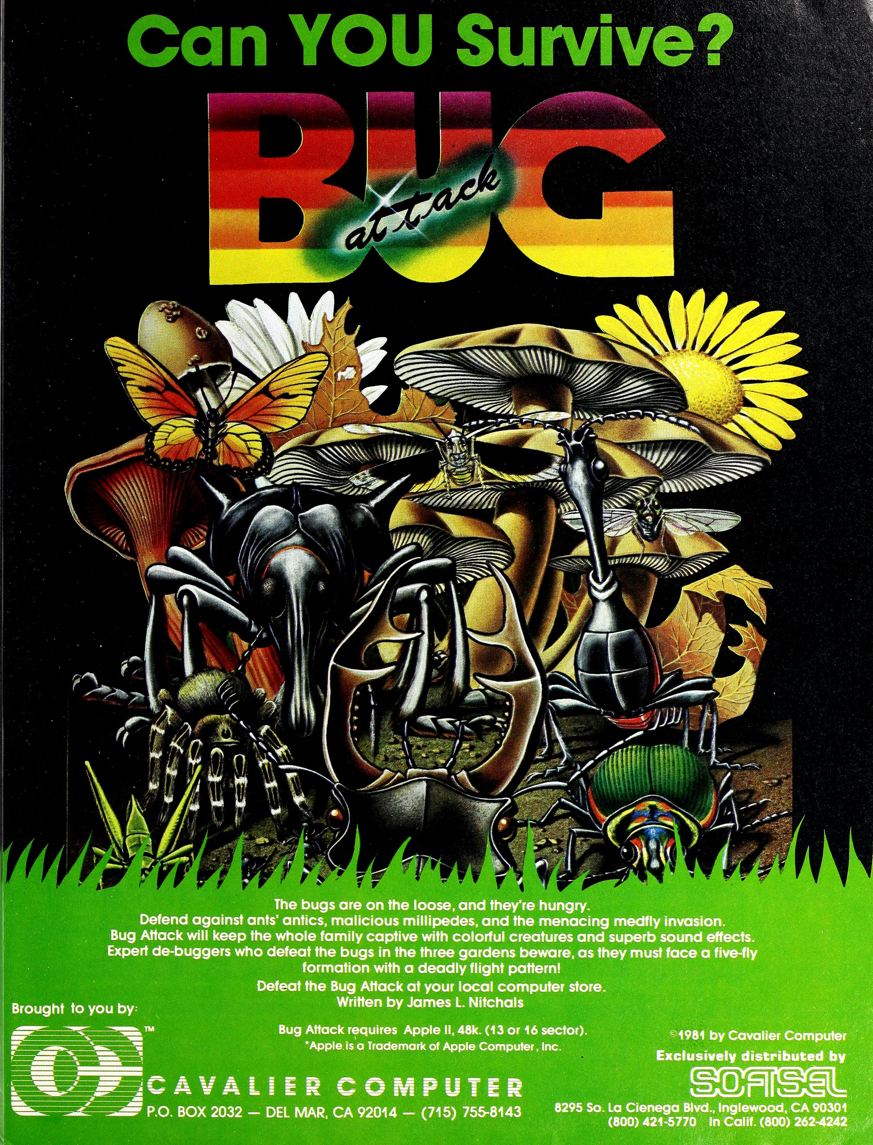 Can YOU Survive?
BUG
attack
The bugs are on the loose, and they're hungry.
Defend against ants' antics, malicious millipedes, and the menacing medfly invasion.
Bug Attack will keep the whole family captive with colorful creatures and superb sound effects.
Expert de-buggers who defeat the bugs in the three gardens beware, as they must face a five-fly
formation with a deadly flight pattern!
Defeat the Bug Attack at your local computer store.
Written by James L. Nitchals
Brought to you by:
TM
Bug Attack requires Apple II, 48k. (13 or 16 sector).
*Apple is a Trademark of Apple Computer, Inc.
CAVALIER COMPUTER
P.O. BOX 2032 — DEL MAR, CA 92014 — (715) 755-8143
©1981 by Cavalier Computer
Exclusively distributed by
SOFTSEL
8295 So. La Cienega Blvd., Inglewood, CA 90301
(800) 421-5770 In Calif. (800) 262-4242